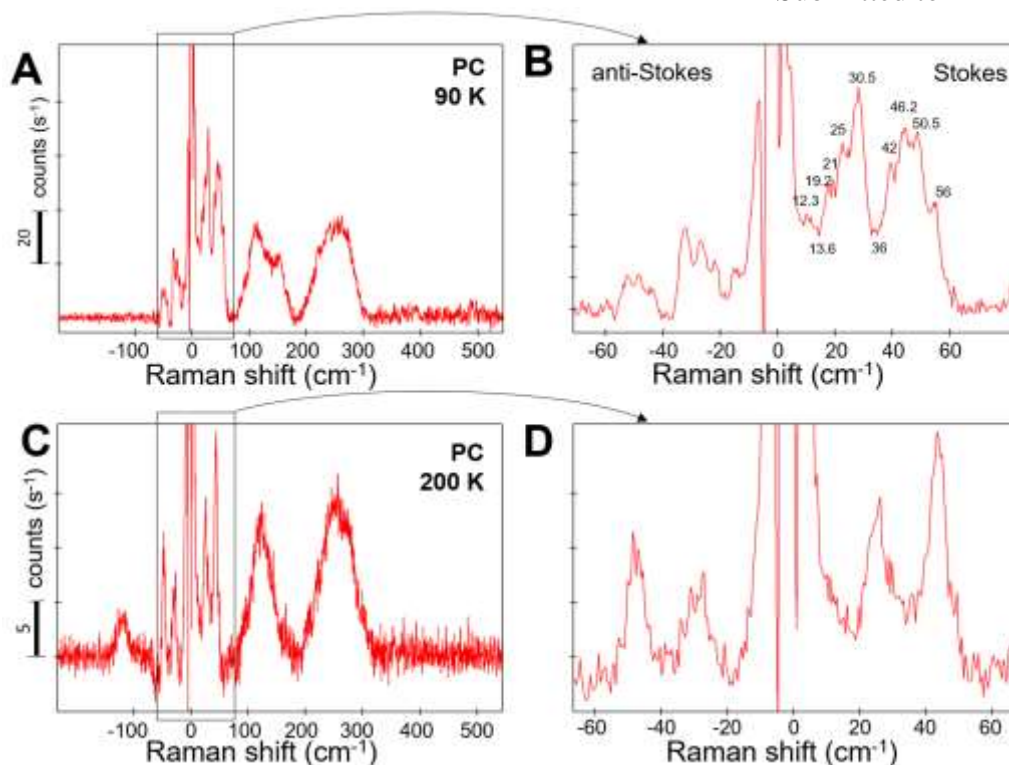 A
PC
90 K
counts (s⁻¹)
20
-100 0 100 200 300 400 500
Raman shift (cm⁻¹)
B
anti-Stokes
Stokes
30.5
46.2
50.5
25
42
21
19.2
56
12.3
13.6
36
-60 -40 -20 0 20 40 60
Raman shift (cm⁻¹)
C
PC
200 K
counts (s⁻¹)
5
-100 0 100 200 300 400 500
Raman shift (cm⁻¹)
D
-60 -40 -20 0 20 40 60
Raman shift (cm⁻¹)